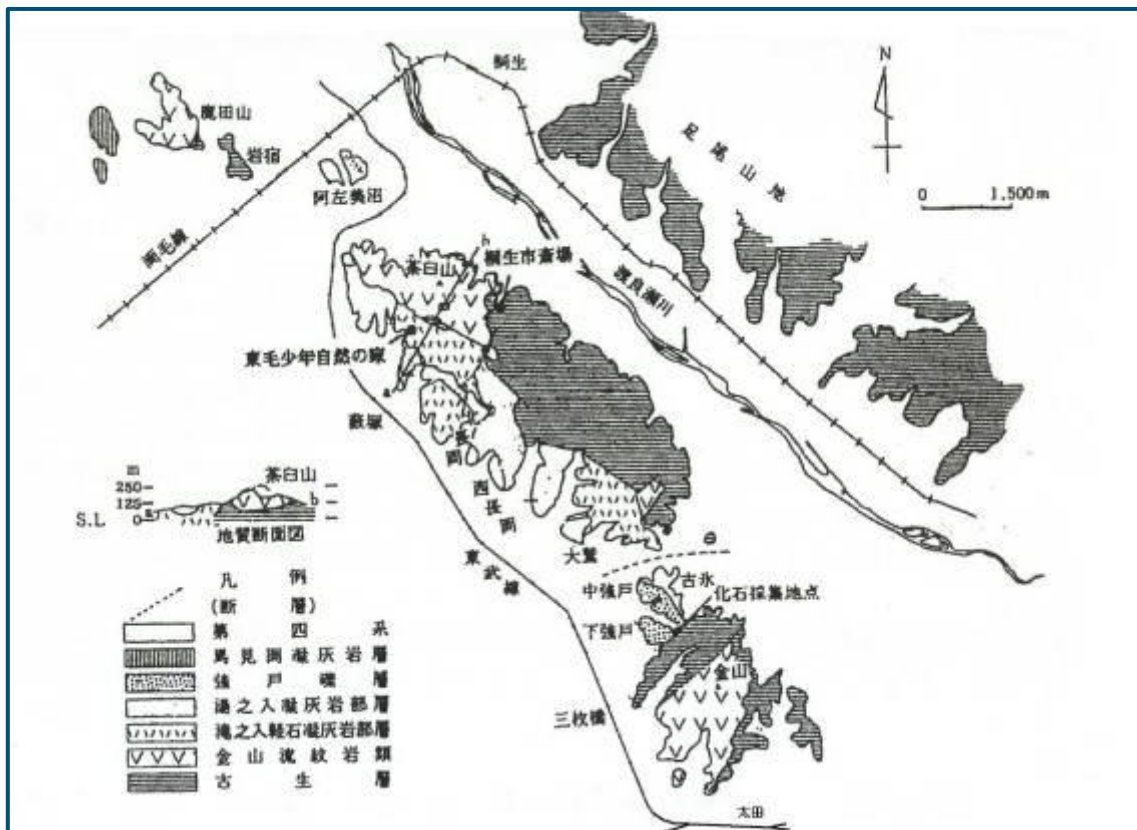 桐生
N
鹿田山
足尾山地
岩宿
0 1,500m
阿左美沼
両毛線
b
茶臼山
桐生市斎場
渡良瀬川
東毛少年自然の家
a
藪塚
長岡
西長岡
茶臼山
m
250
125
S.L 0
a b
地質断面図
東武線
大鷲
中強戸
古氷
化石採集地点
下強戸
金山
三枚橋
太田
凡例
(断層)
第四系
馬見岡凝灰岩層
強戸礫層
湯之入凝灰岩部層
滝之入軽石凝灰岩部層
金山流紋岩類
古生層